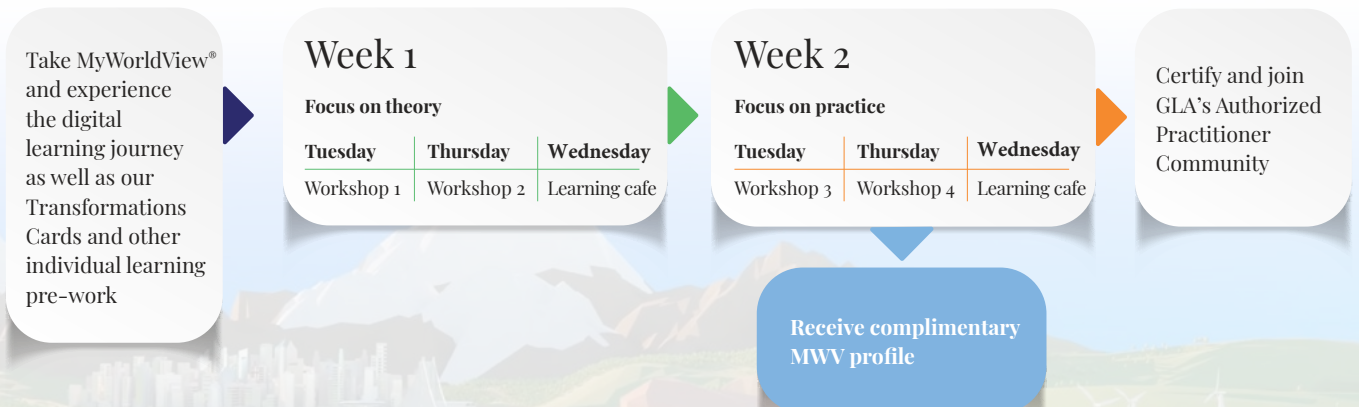 Take MyWorldView®
and experience
the digital
learning journey
as well as our
Transformations
Cards and other
individual learning
pre-work
Week 1
Focus on theory
Tuesday Thursday Wednesday
Workshop 1 Workshop 2 Learning cafe
Week 2
Focus on practice
Tuesday Thursday Wednesday
Workshop 3 Workshop 4 Learning cafe
Receive complimentary
MWV profile
Certify and join
GLA's Authorized
Practitioner
Community